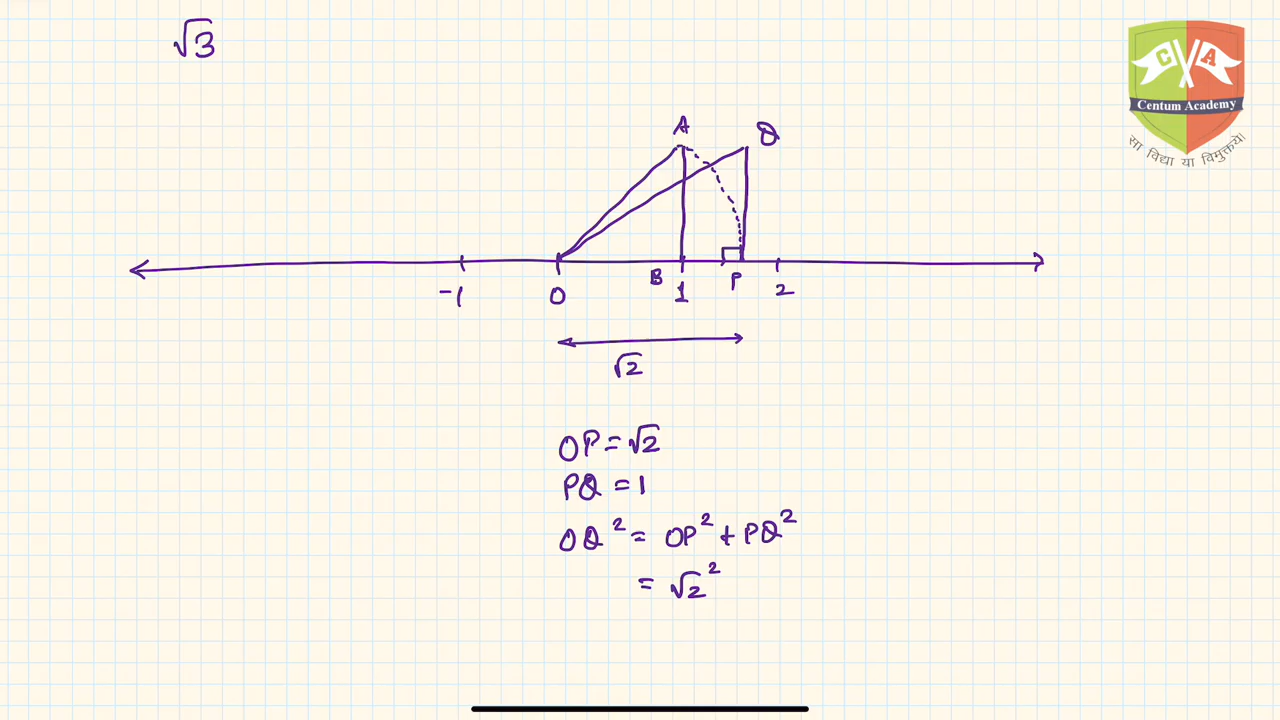 √3
C A
Centum Academy
सा विद्या या विमुक्तये।
A Q
B P
-1 0 1 2
√2
OP = √2
PQ = 1
OQ² = OP² + PQ²
= √2²